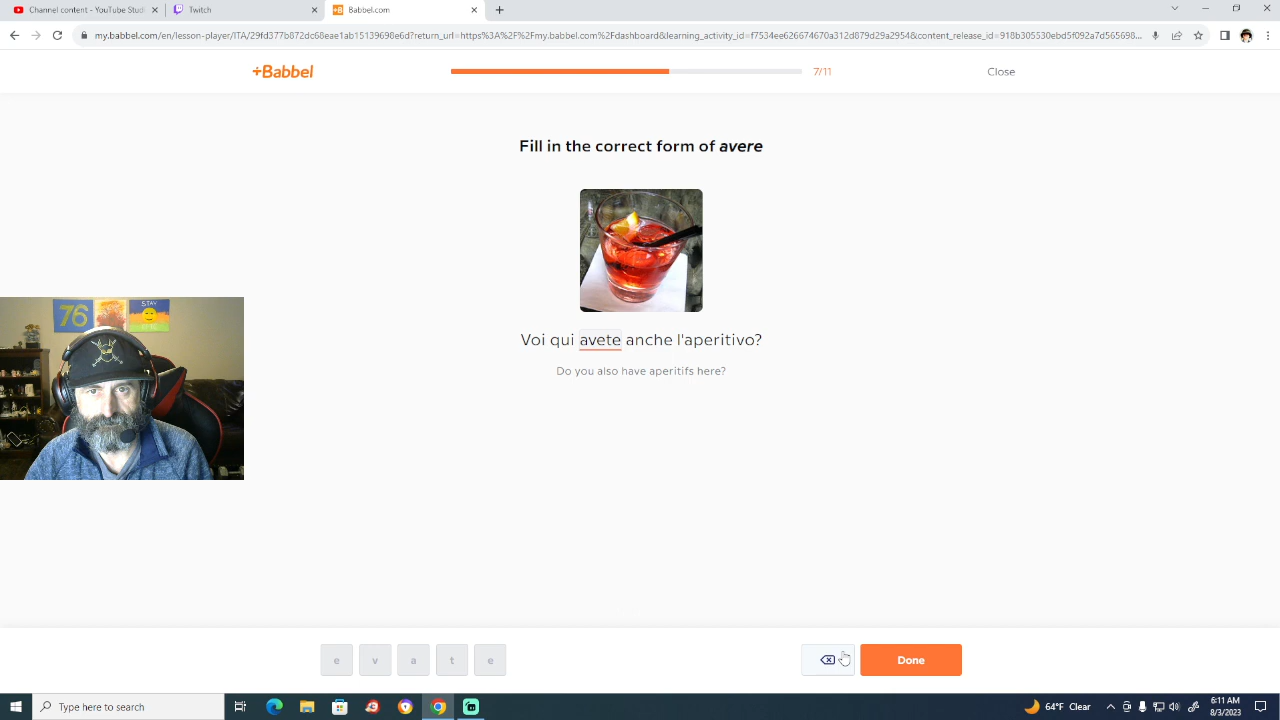 Channel content - YouTube Studi
Twitch
+B Babbel.com
my.babbel.com/en/lesson-player/ITA/29fd377b872dc68eae1ab15139698e6d?return_url=https%3A%2F%2Fmy.babbel.com%2Fdashboard&learning_activity_id=f7534ee626674670a312d879d29a2954&content_release_id=918b305530ebd5f092a7d565698...
+Babbel
7/11
Close
Fill in the correct form of avere
Voi qui avete anche l'aperitivo?
Do you also have aperitifs here?
76
STAY
e v a t e
Done
Type here to search
64°F Clear
6:11 AM
8/3/2023